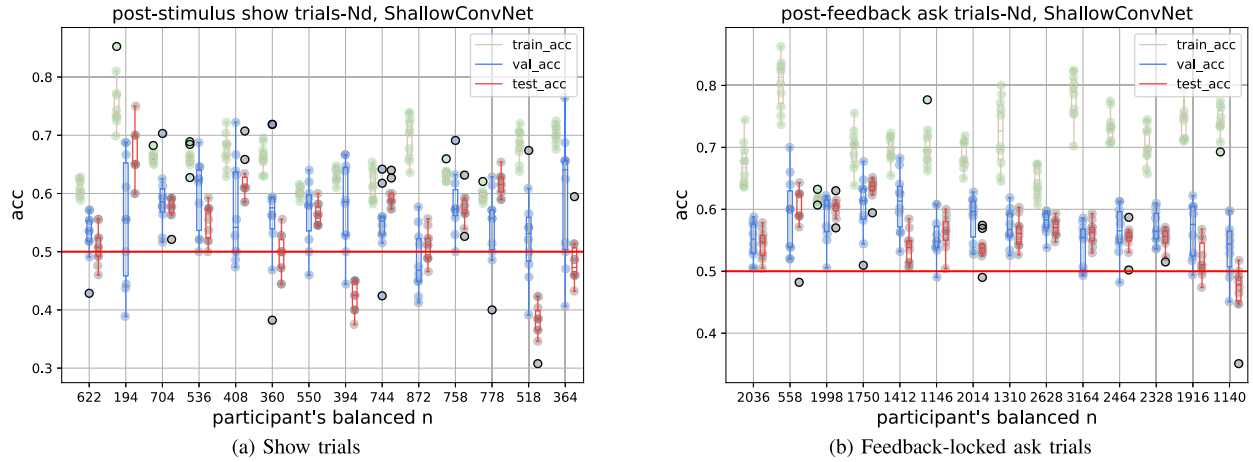 post-stimulus show trials-Nd, ShallowConvNet
train_acc
val_acc
test_acc
acc
0.8
0.7
0.6
0.5
0.4
0.3
622 194 704 536 408 360 550 394 744 872 758 778 518 364
participant's balanced n
(a) Show trials
post-feedback ask trials-Nd, ShallowConvNet
train_acc
val_acc
test_acc
acc
0.8
0.7
0.6
0.5
0.4
2036 558 1998 1750 1412 1146 2014 1310 2628 3164 2464 2328 1916 1140
participant's balanced n
(b) Feedback-locked ask trials